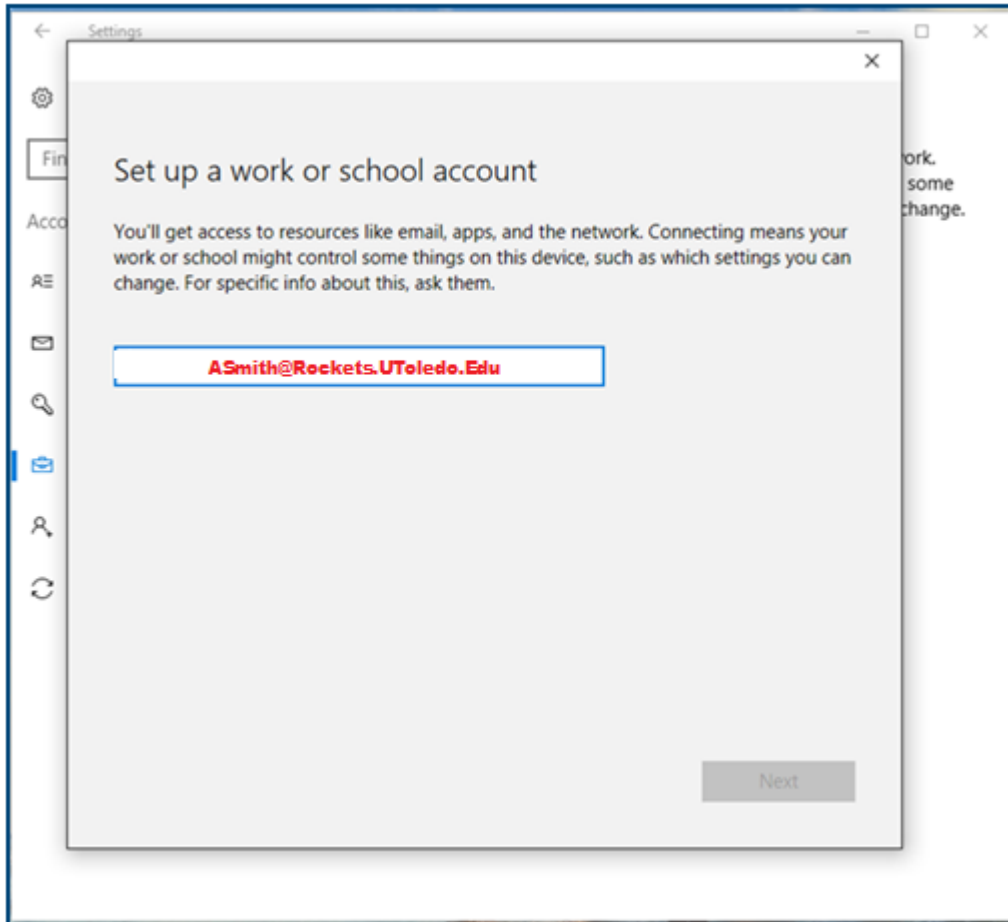 Settings
Fin
Acco
Set up a work or school account
You'll get access to resources like email, apps, and the network. Connecting means your
work or school might control some things on this device, such as which settings you can
change. For specific info about this, ask them.
ASmith@Rockets.UToledo.Edu
Next
ork.
some
change.